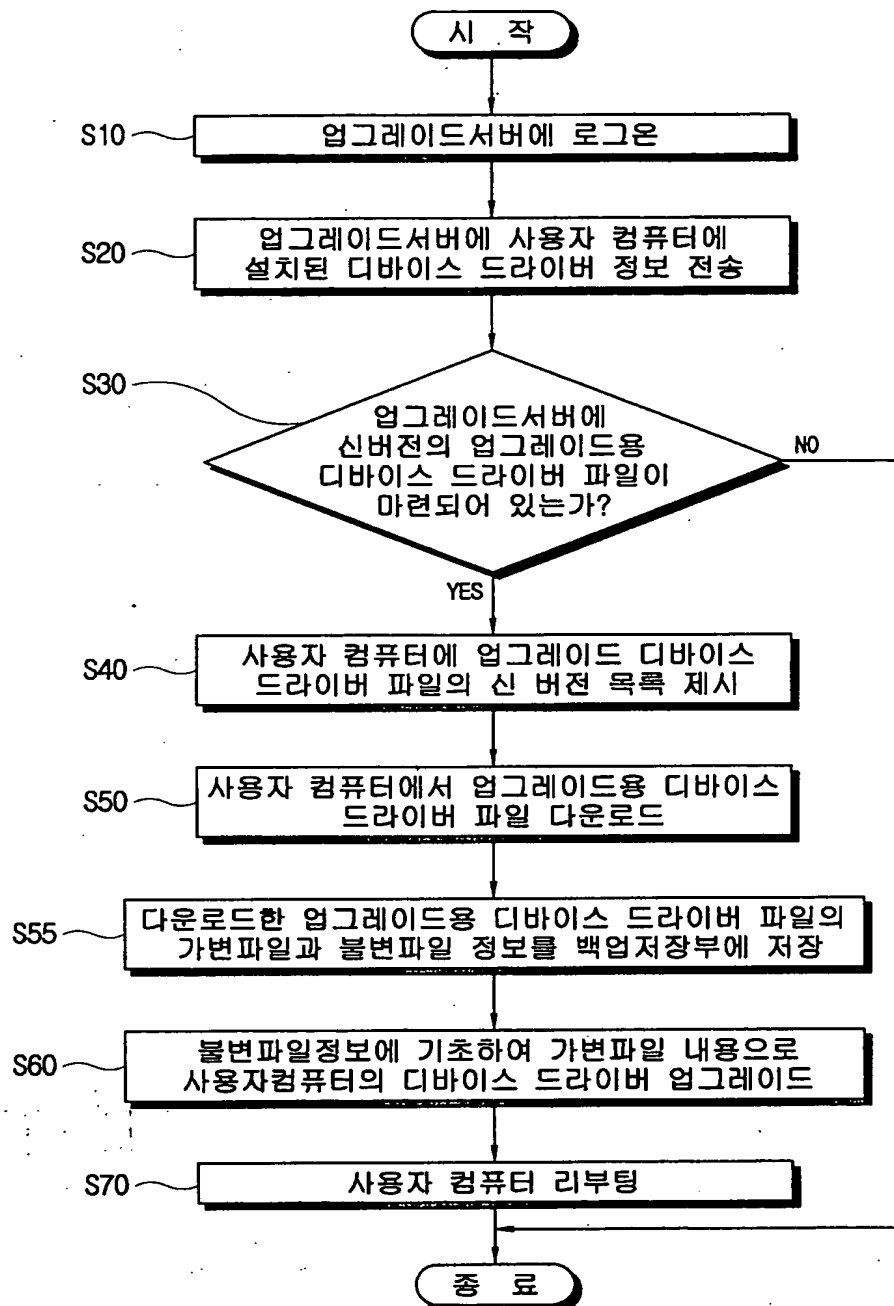 시 작
S10
업그레이드서버에 로그온
S20
업그레이드서버에 사용자 컴퓨터에
설치된 디바이스 드라이버 정보 전송
S30
업그레이드서버에
신버전의 업그레이드용
디바이스 드라이버 파일이
마련되어 있는가?
NO
YES
S40
사용자 컴퓨터에 업그레이드 디바이스
드라이버 파일의 신 버전 목록 제시
S50
사용자 컴퓨터에서 업그레이드용 디바이스
드라이버 파일 다운로드
S55
다운로드한 업그레이드용 디바이스 드라이버 파일의
가변파일과 불변파일 정보를 백업저장부에 저장
S60
불변파일정보에 기초하여 가변파일 내용으로
사용자컴퓨터의 디바이스 드라이버 업그레이드
S70
사용자 컴퓨터 리부팅
종 료